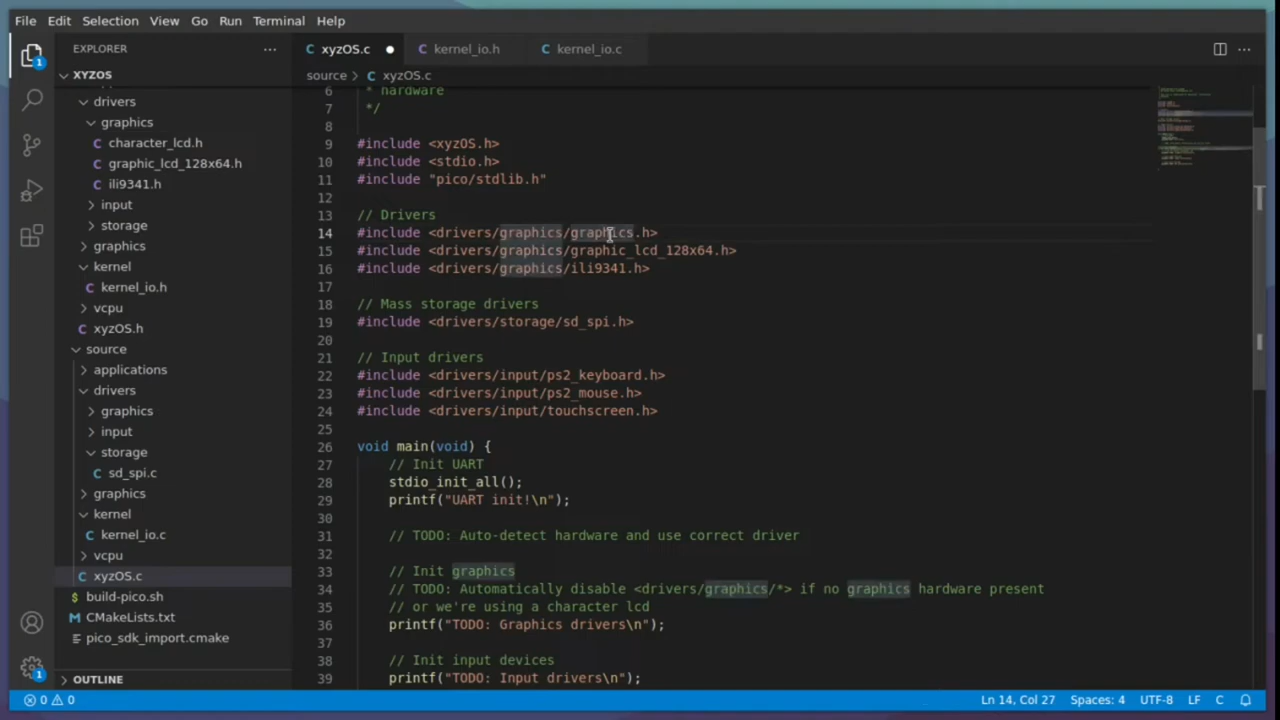 File Edit Selection View Go Run Terminal Help
EXPLORER ...
XYZOS
drivers
graphics
character_lcd.h
graphic_lcd_128x64.h
ili9341.h
input
storage
graphics
kernel
kernel_io.h
vcpu
xyzOS.h
source
applications
drivers
graphics
input
storage
sd_spi.c
graphics
kernel
kernel_io.c
vcpu
xyzOS.c
build-pico.sh
CMakeLists.txt
pico_sdk_import.cmake
OUTLINE
1
1
xyzOS.c kernel_io.h kernel_io.c
source > C xyzOS.c
6 * hardware
7 */
8
9 #include <xyzOS.h>
10 #include <stdio.h>
11 #include "pico/stdlib.h"
12
13 // Drivers
14 #include <drivers/graphics/graphics.h>
15 #include <drivers/graphics/graphic_lcd_128x64.h>
16 #include <drivers/graphics/ili9341.h>
17
18 // Mass storage drivers
19 #include <drivers/storage/sd_spi.h>
20
21 // Input drivers
22 #include <drivers/input/ps2_keyboard.h>
23 #include <drivers/input/ps2_mouse.h>
24 #include <drivers/input/touchscreen.h>
25
26 void main(void) {
27 // Init UART
28 stdio_init_all();
29 printf("UART init!\n");
30
31 // TODO: Auto-detect hardware and use correct driver
32
33 // Init graphics
34 // TODO: Automatically disable <drivers/graphics/*> if no graphics hardware present
35 // or we're using a character lcd
36 printf("TODO: Graphics drivers\n");
37
38 // Init input devices
39 printf("TODO: Input drivers\n");
0 0 Ln 14, Col 27 Spaces: 4 UTF-8 LF C